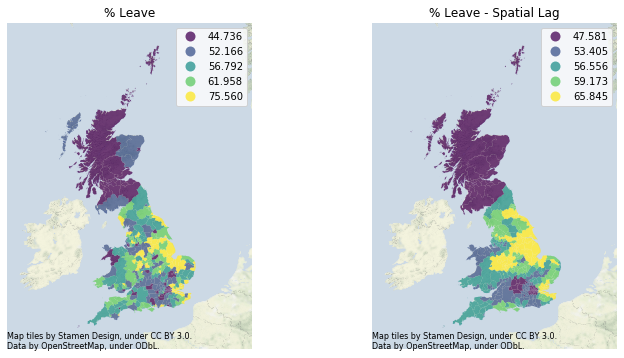 % Leave
44.736
52.166
56.792
61.958
75.560
Map tiles by Stamen Design, under CC BY 3.0.
Data by OpenStreetMap, under ODbL.
% Leave - Spatial Lag
47.581
53.405
56.556
59.173
65.845
Map tiles by Stamen Design, under CC BY 3.0.
Data by OpenStreetMap, under ODbL.